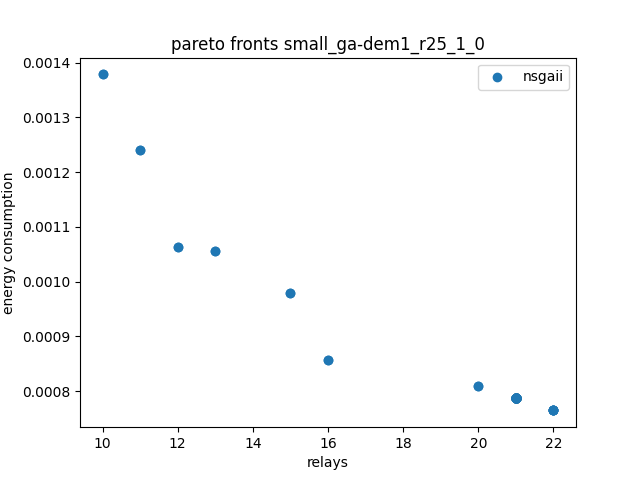 pareto fronts small_ga-dem1_r25_1_0
nsgaii
0.0014
0.0013
0.0012
0.0011
0.0010
0.0009
0.0008
energy consumption
10 12 14 16 18 20 22
relays